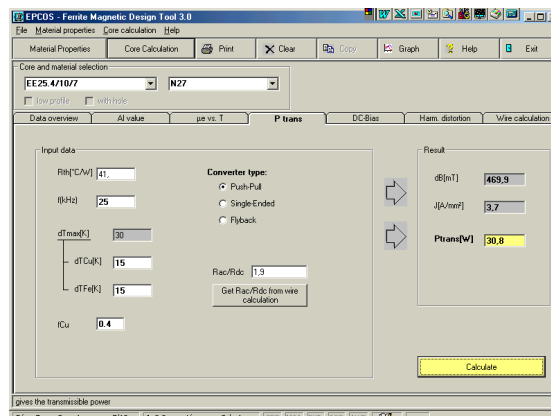 EPCOS - Ferrite Magnetic Design Tool 3.0
File Material properties Core calculation Help
Material Properties Core Calculation Print Clear Copy Graph Help Exit
Core and material selection
EE25.4/10/7 N27
low profile with hole
Data overview Al value µe vs. T P trans DC-Bias Harm. distortion Wire calculation
Input data Result
Rth[°C/W] 41, Converter type: dB[mT] 469,9
Push-Pull
f(kHz) 25 Single-Ended J[A/mm²] 3,7
Flyback
dTmax[K] 30 Ptrans[W] 30,8
dTCu[K] 15
Rac/Rdc 1,9
dTFe[K] 15 Get Rac/Rdc from wire
calculation
fCu 0.4
Calculate
gives the transmissible power